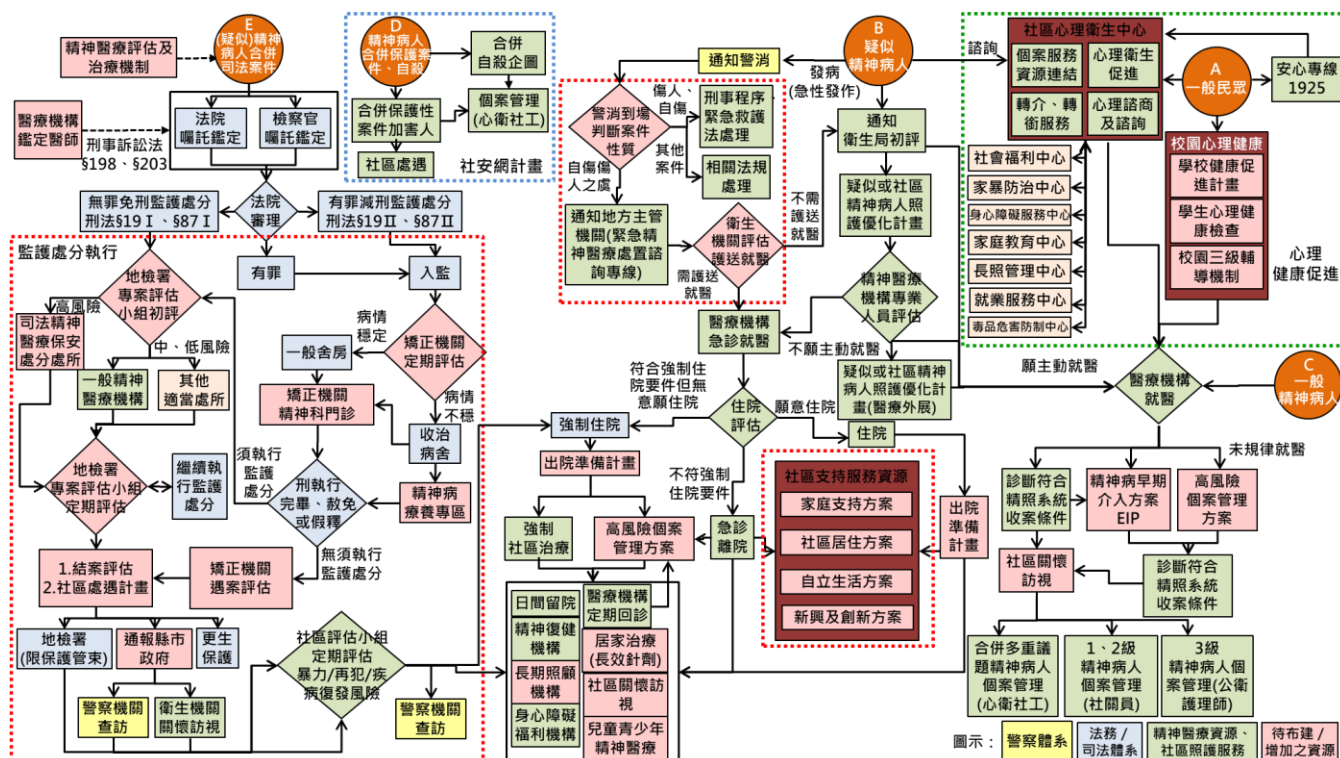 E
(疑似)精神
病人合併
司法案件
精神醫療評估及
治療機制
醫療機構
鑑定醫師
刑事訴訟法
§198、§203
法院
囑託鑑定
檢察官
囑託鑑定
法院
審理
無罪免刑監護處分
刑法§19Ⅰ、§87Ⅰ
有罪減刑監護處分
刑法§19Ⅱ、§87Ⅱ
D
精神病人
合併保護案
件、自殺
合併
自殺企圖
合併保護性
案件加害人
個案管理
(心衛社工)
社區處遇
社安網計畫
B
疑似
精神病人
通知警消
發病
(急性發作)
諮詢
警消到場
判斷案件
性質
傷人、
自傷
刑事程序
緊急救護
法處理
其他
案件
相關法規
處理
自傷傷
人之虞
通知地方主管
機關(緊急精
神醫療處置諮
詢專線)
衛生
機關評估
護送就醫
不需
護送
就醫
需護送
就醫
通知
衛生局初評
疑似或社區
精神病人照
護優化計畫
精神醫療
機構專業
人員評估
不願主動就醫
疑似或社區精神
病人照護優化計
畫(醫療外展)
願主動就醫
社區心理衛生中心
個案服務
資源連結
心理衛生
促進
轉介、轉
銜服務
心理諮商
及諮詢
A
一般民眾
安心專線
1925
校園心理健康
學校健康促
進計畫
學生心理健
康檢查
校園三級輔
導機制
心理
健康促進
社會福利中心
家暴防治中心
身心障礙服務中心
家庭教育中心
長照管理中心
就業服務中心
毒品危害防制中心
監護處分執行
地檢署
專案評估
小組初評
高風險
司法精神
醫療保安
處分處所
中、低風險
一般精神
醫療機構
其他
適當處所
地檢署
專案評估小組
定期評估
繼續執
行監護
處分
有罪
入監
病情
穩定
矯正機關
定期評估
一般舍房
矯正機關
精神科門診
病情
不穩
收治
病舍
精神病
療養專區
須執行
監護
處分
刑執行
完畢、赦免
或假釋
無須執行
監護處分
1.結案評估
2.社區處遇計畫
矯正機關
遇案評估
地檢署
(限保護管束)
通報縣市
政府
更生
保護
警察機關
查訪
衛生機關
關懷訪視
社區評估小組
定期評估
暴力/再犯/疾
病復發風險
警察機關
查訪
醫療機構
急診就醫
符合強制住
院要件但無
意願住院
住院
評估
願意住院
住院
強制住院
出院準備計畫
不符強制
住院要件
強制
社區治療
高風險個案
管理方案
急診
離院
出院
準備
計畫
社區支持服務資源
家庭支持方案
社區居住方案
自立生活方案
新興及創新方案
日間留院
精神復健
機構
長期照顧
機構
身心障礙
福利機構
醫療機構
定期回診
居家治療
(長效針劑)
社區關懷訪
視
兒童青少年
精神醫療
醫療機構
就醫
C
一般
精神病人
未規律就醫
診斷符合
精照系統
收案條件
精神病早期
介入方案
EIP
高風險
個案管理
方案
社區關懷
訪視
診斷符合
精照系統
收案條件
合併多重議
題精神病人
個案管理
(心衛社工)
1、2級
精神病人
個案管理
(社關員)
3級
精神病人個
案管理(公衛
護理師)
圖示：
警察體系
法務/
司法體系
精神醫療資源、
社區照護服務
待布建/
增加之資源